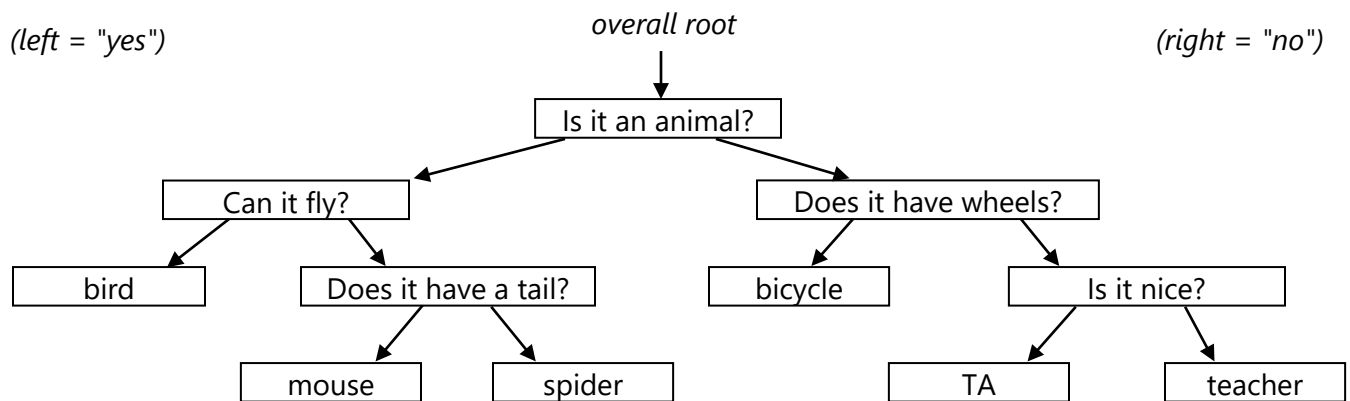 (left = "yes")
overall root
(right = "no")
Is it an animal?
Can it fly?
Does it have wheels?
bird
Does it have a tail?
bicycle
Is it nice?
mouse
spider
TA
teacher